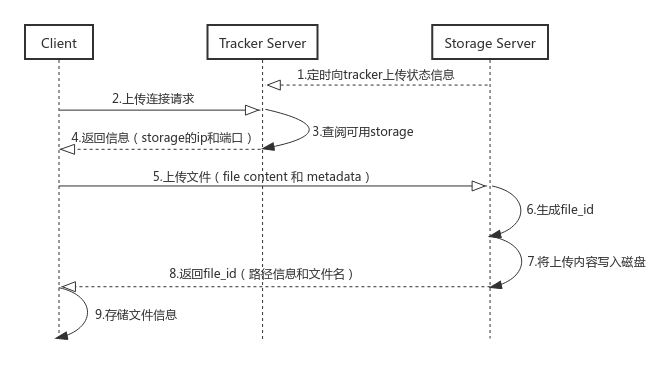 Client
Tracker Server
Storage Server
1.定时向tracker上传状态信息
2.上传连接请求
3.查阅可用storage
4.返回信息（storage的ip和端口）
5.上传文件（file content 和 metadata）
6.生成file_id
7.将上传内容写入磁盘
8.返回file_id（路径信息和文件名）
9.存储文件信息